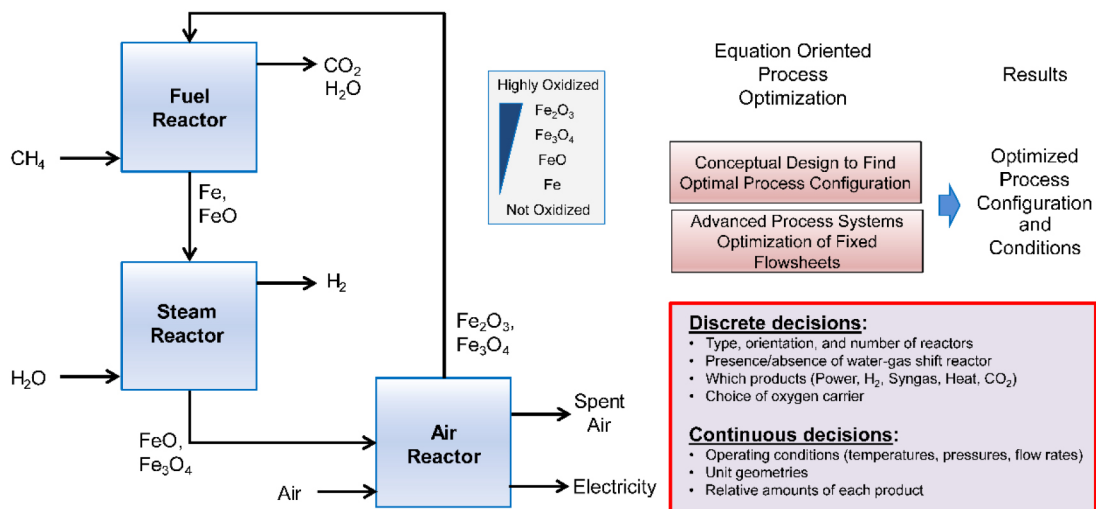 Fuel
Reactor
CO₂
H₂O
CH₄
Fe,
FeO
Steam
Reactor
H₂
H₂O
FeO,
Fe₃O₄
Fe₂O₃,
Fe₃O₄
Air
Reactor
Spent
Air
Air
Electricity
Highly Oxidized
Fe₂O₃
Fe₃O₄
FeO
Fe
Not Oxidized
Equation Oriented
Process
Optimization
Results
Conceptual Design to Find
Optimal Process Configuration
Advanced Process Systems
Optimization of Fixed
Flowsheets
Optimized
Process
Configuration
and
Conditions
Discrete decisions:
• Type, orientation, and number of reactors
• Presence/absence of water-gas shift reactor
• Which products (Power, H₂, Syngas, Heat, CO₂)
• Choice of oxygen carrier
Continuous decisions:
• Operating conditions (temperatures, pressures, flow rates)
• Unit geometries
• Relative amounts of each product